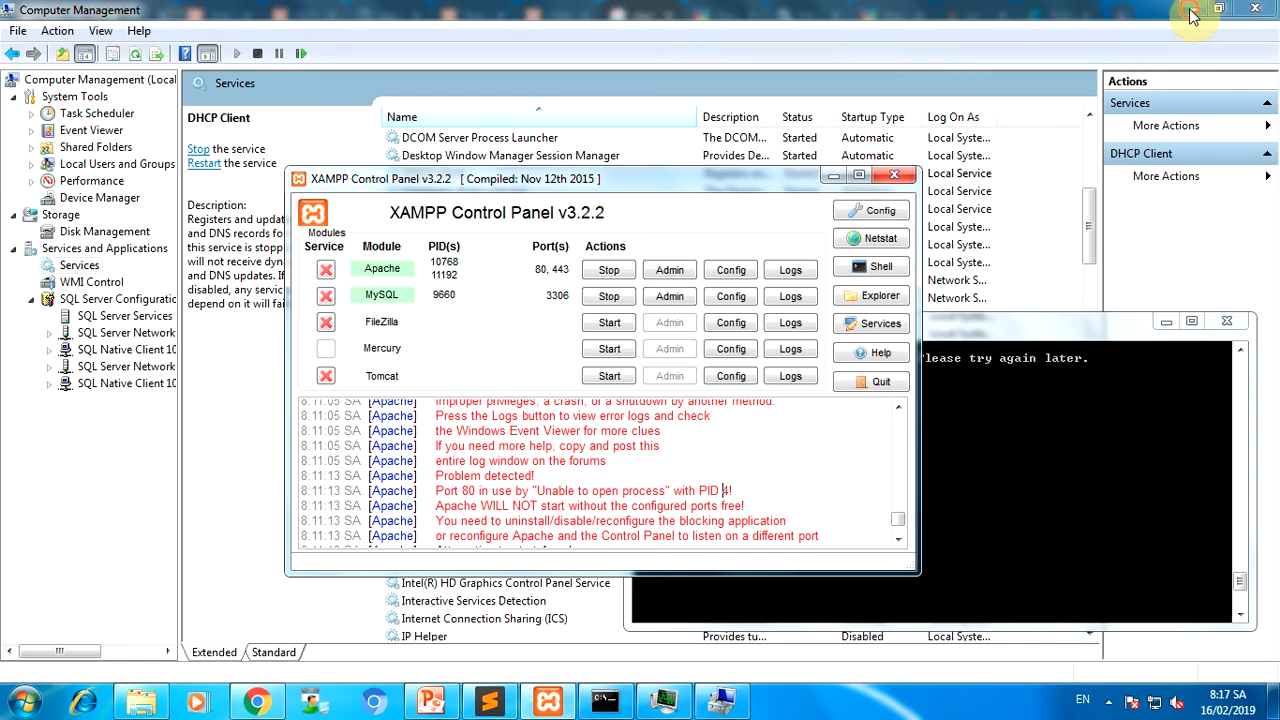 Computer Management
File Action View Help
Computer Management (Local
System Tools
Task Scheduler
Event Viewer
Shared Folders
Local Users and Groups
Performance
Device Manager
Storage
Disk Management
Services and Applications
Services
WMI Control
SQL Server Configuratio
SQL Server Services
SQL Server Network
SQL Native Client 10
SQL Server Network
SQL Native Client 10
Services
DHCP Client
Stop the service
Restart the service
Description:
Registers and updat
and DNS records fo
this service is stoppe
will not receive dyna
and DNS updates. If
disabled, any servic
depend on it will fail
Name Description Status Startup Type Log On As
DCOM Server Process Launcher The DCOM... Started Automatic Local Syste...
Desktop Window Manager Session Manager Provides De... Started Automatic Local Syste...
Local Service
Local Service
Local Service
Local Syste...
Local Syste...
Local Syste...
Network S...
Network S...
Intel(R) HD Graphics Control Panel Service
Interactive Services Detection
Internet Connection Sharing (ICS)
IP Helper Provides tu... Disabled Local Syste...
Extended Standard
Actions
Services
More Actions
DHCP Client
More Actions
XAMPP Control Panel v3.2.2 [ Compiled: Nov 12th 2015 ]
XAMPP Control Panel v3.2.2
Modules
Service Module PID(s) Port(s) Actions
Apache 10768 11192 80, 443 Stop Admin Config Logs
MySQL 9660 3306 Stop Admin Config Logs
FileZilla Start Admin Config Logs
Mercury Start Admin Config Logs
Tomcat Start Admin Config Logs
Config
Netstat
Shell
Explorer
Services
Help
Quit
8:11:05 SA [Apache] Improper privileges, a crash, or a shutdown by another method.
8:11:05 SA [Apache] Press the Logs button to view error logs and check
8:11:05 SA [Apache] the Windows Event Viewer for more clues
8:11:05 SA [Apache] If you need more help, copy and post this
8:11:05 SA [Apache] entire log window on the forums
8:11:13 SA [Apache] Problem detected!
8:11:13 SA [Apache] Port 80 in use by "Unable to open process" with PID 4!
8:11:13 SA [Apache] Apache WILL NOT start without the configured ports free!
8:11:13 SA [Apache] You need to uninstall/disable/reconfigure the blocking application
8:11:13 SA [Apache] or reconfigure Apache and the Control Panel to listen on a different port
lease try again later.
EN
8:17 SA
16/02/2019